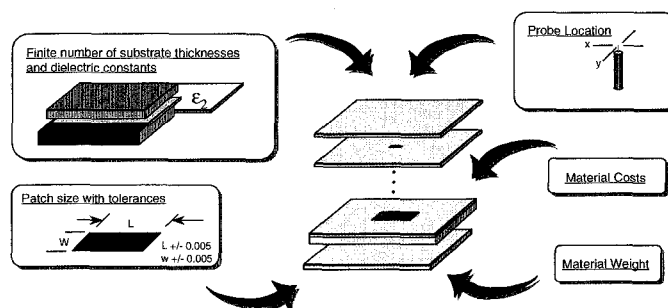 Finite number of substrate thicknesses
and dielectric constants
ε2
Probe Location
x
y
Patch size with tolerances
L
W
L +/- 0.005
w +/- 0.005
Material Costs
Material Weight